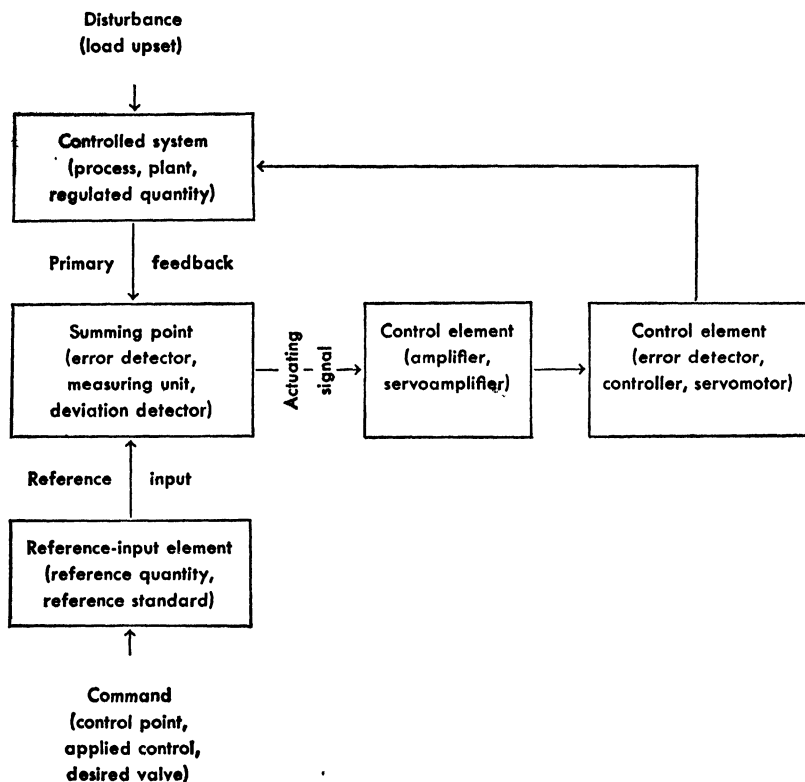 Disturbance
(load upset)
Controlled system
(process, plant,
regulated quantity)
Primary feedback
Summing point
(error detector,
measuring unit,
deviation detector)
Actuating
signal
Control element
(amplifier,
servoamplifier)
Control element
(error detector,
controller, servomotor)
Reference input
Reference-input element
(reference quantity,
reference standard)
Command
(control point,
applied control,
desired valve)